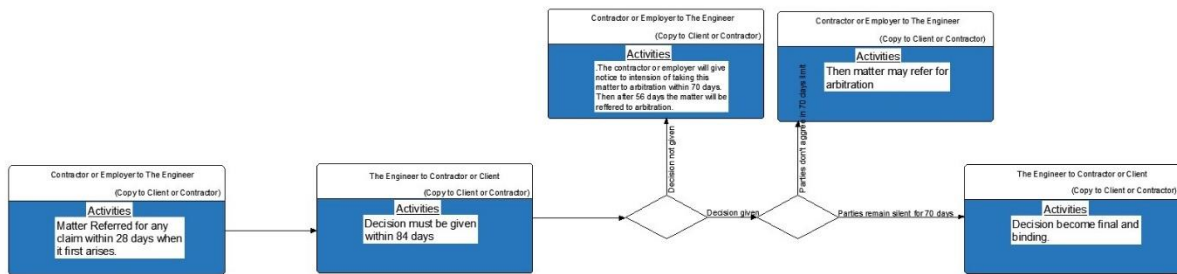 Contractor or Employer to The Engineer
(Copy to Client or Contractor)
Activities
.The contractor or employer will give
notice to intension of taking this
matter to arbitration within 70 days.
Then after 56 days the matter will be
reffered to arbitration.
Contractor or Employer to The Engineer
(Copy to Client or Contractor)
Activities
Then matter may refer for
arbitration
Decision not given
Parties don't aggree in 70 days limit
Contractor or Employer to The Engineer
(Copy to Client or Contractor)
Activities
Matter Referred for any
claim within 28 days when
it first arises.
The Engineer to Contractor or Client
(Copy to Client or Contractor)
Activities
Decision must be given
within 84 days
Decision given
Parties remain silent for 70 days
The Engineer to Contractor or Client
(Copy to Client or Contractor)
Activities
Decision become final and
binding.